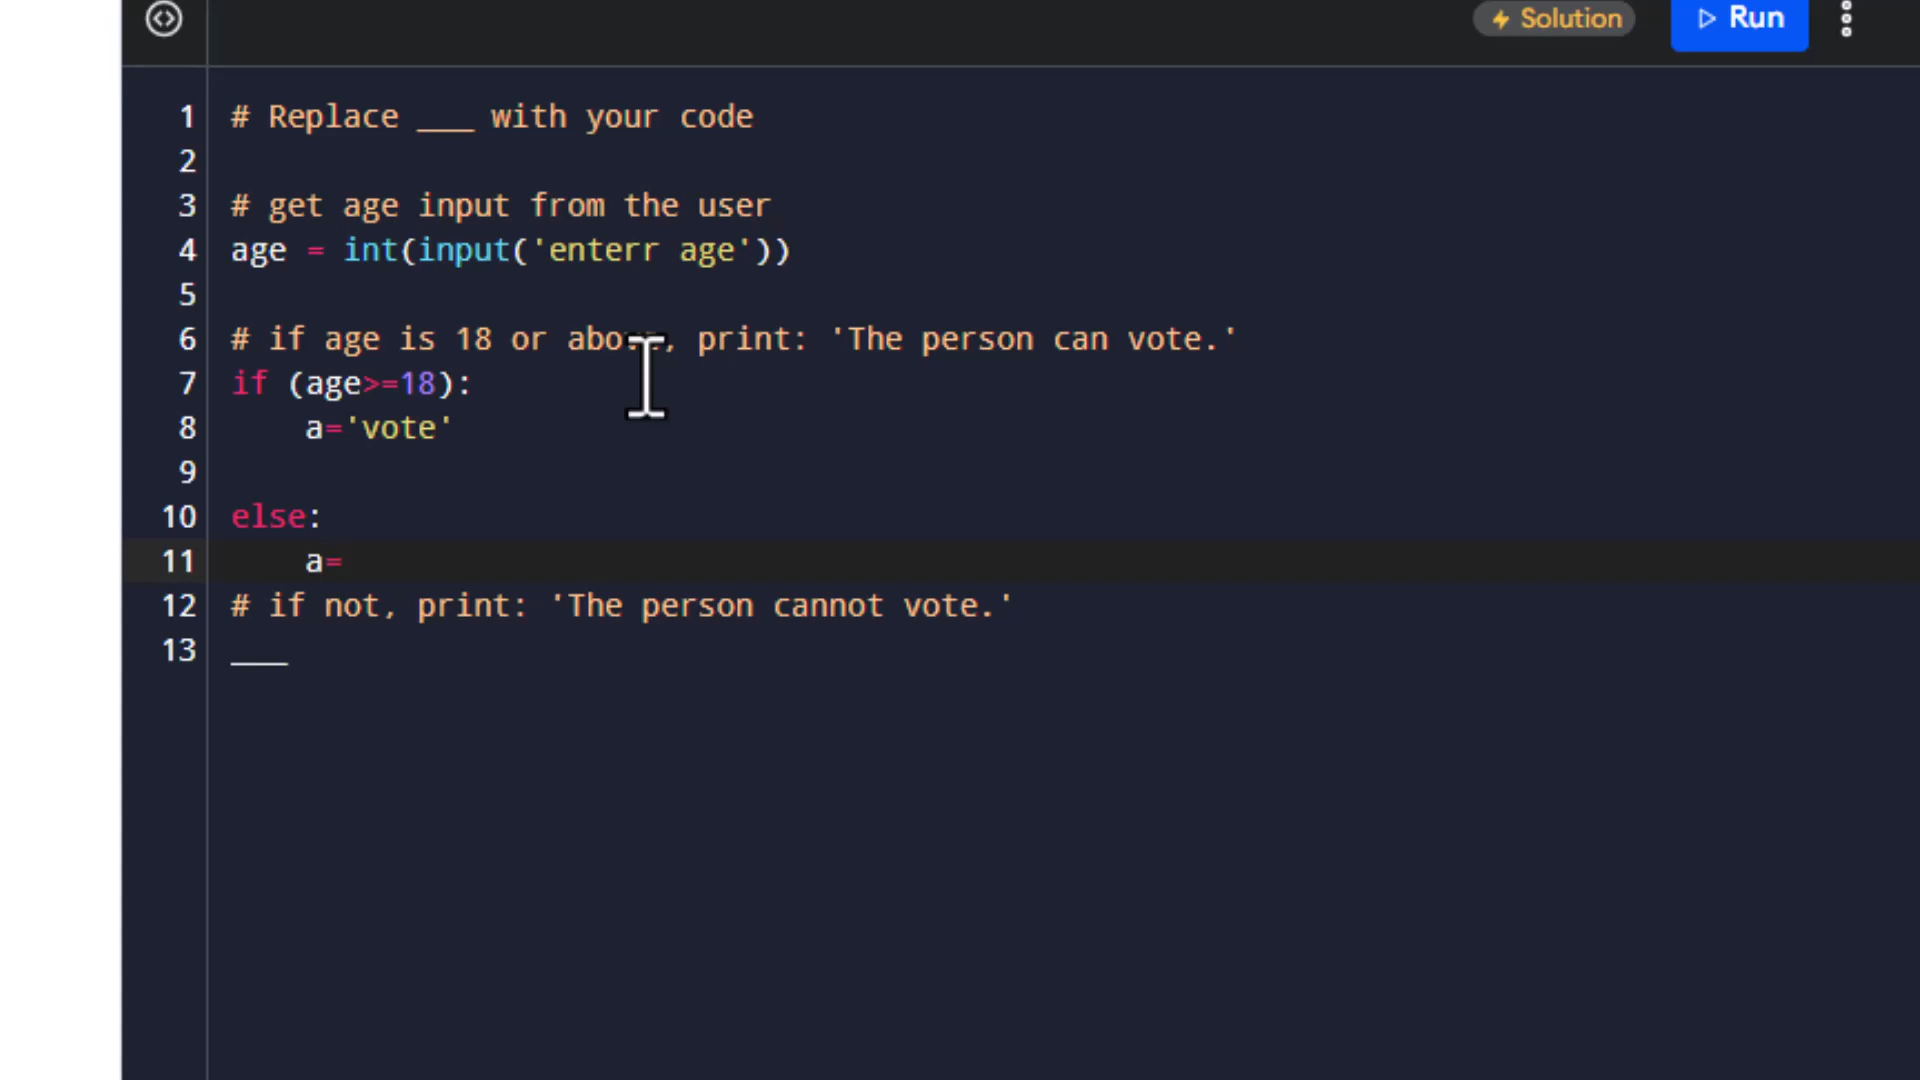 Solution
Run
1 # Replace ___ with your code
2
3 # get age input from the user
4 age = int(input('enterr age'))
5
6 # if age is 18 or above, print: 'The person can vote.'
7 if (age>=18):
8     a='vote'
9
10 else:
11     a=
12 # if not, print: 'The person cannot vote.'
13 ___